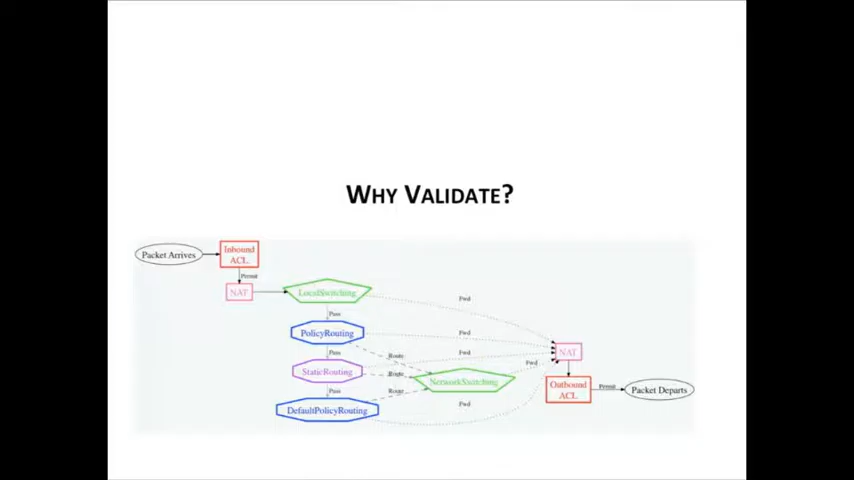 WHY VALIDATE?
Packet Arrives
Inbound
ACL
Permit
NAT
LocalSwitching
Fwd
Pass
PolicyRouting
Fwd
Pass
Route
NAT
Fwd
StaticRouting
Fwd
Route
NetworkSwitching
Pass
Route
Outbound
ACL
Permit
Packet Departs
DefaultPolicyRouting
Fwd